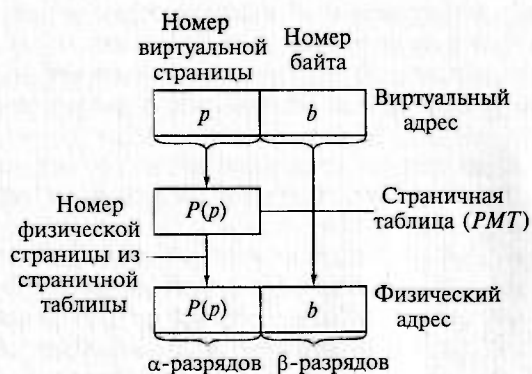 Номер
виртуальной
страницы
Номер
байта
p
b
Виртуальный
адрес
Номер
физической
страницы из
страничной
таблицы
P(p)
Страничная
таблица (PMT)
P(p)
b
Физический
адрес
α-разрядов
β-разрядов